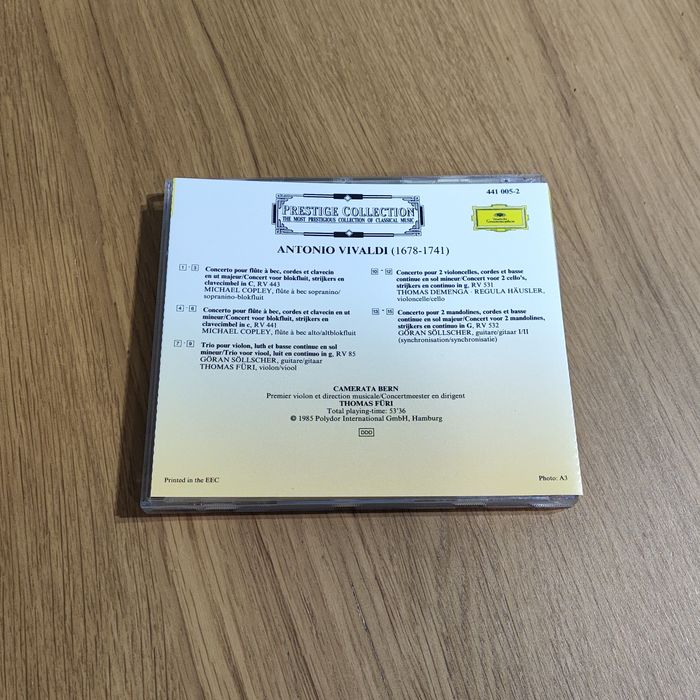 441 005-2
PRESTIGE COLLECTION
THE MOST PRESTIGIOUS COLLECTION OF CLASSICAL MUSIC
Deutsche
Grammophon
ANTONIO VIVALDI (1678-1741)
1 - 3 Concerto pour flûte à bec, cordes et clavecin
en ut majeur/Concert voor blokfluit, strijkers en
clavecimbel in C, RV 443
MICHAEL COPLEY, flûte à bec sopranino/
sopranino-blokfluit
4 - 6 Concerto pour flûte à bec, cordes et clavecin en ut
mineur/Concert voor blokfluit, strijkers en
clavecimbel in c, RV 441
MICHAEL COPLEY, flûte à bec alto/altblokfluit
7 - 9 Trio pour violon, luth et basse continue en sol
mineur/Trio voor viool, luit en continuo in g, RV 85
GÖRAN SÖLLSCHER, guitare/gitaar
THOMAS FÜRI, violon/viool
10 - 12 Concerto pour 2 violoncelles, cordes et basse
continue en sol mineur/Concert voor 2 cello's,
strijkers en continuo in g, RV 531
THOMAS DEMENGA · REGULA HÄUSLER,
violoncelle/cello
13 - 15 Concerto pour 2 mandolines, cordes et basse
continue en sol majeur/Concert voor 2 mandolines,
strijkers en continuo in G, RV 532
GÖRAN SÖLLSCHER, guitare/gitaar I/II
(synchronisation/synchronisatie)
CAMERATA BERN
Premier violon et direction musicale/Concertmeester en dirigent
THOMAS FÜRI
Total playing-time: 53'36
℗ 1985 Polydor International GmbH, Hamburg
DDD
Printed in the EEC
Photo: A3